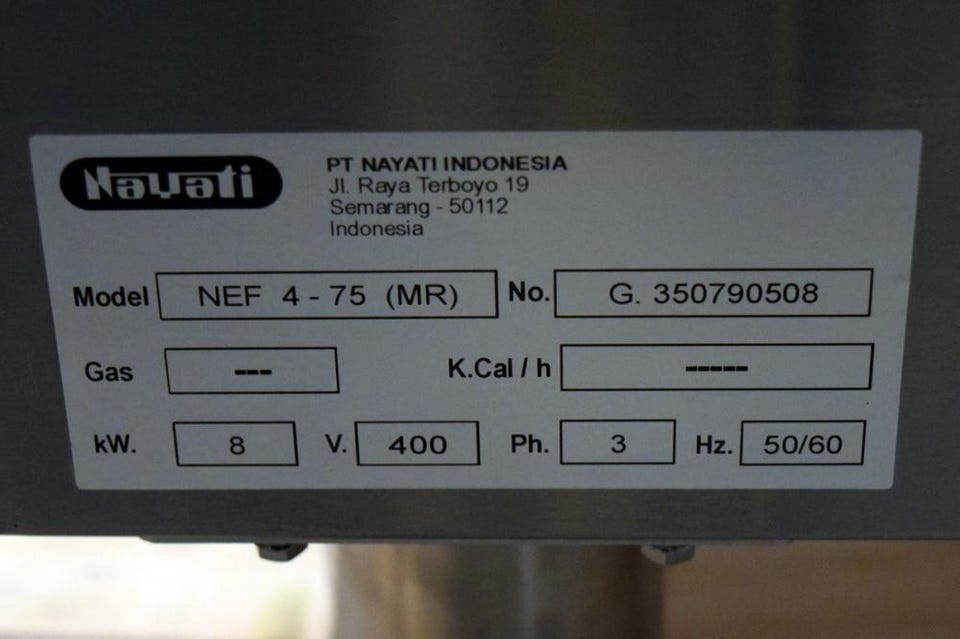 Nayati
PT NAYATI INDONESIA
Jl. Raya Terboyo 19
Semarang - 50112
Indonesia
Model NEF 4 - 75 (MR) No. G. 350790508
Gas --- K.Cal / h -----
kW. 8 V. 400 Ph. 3 Hz. 50/60